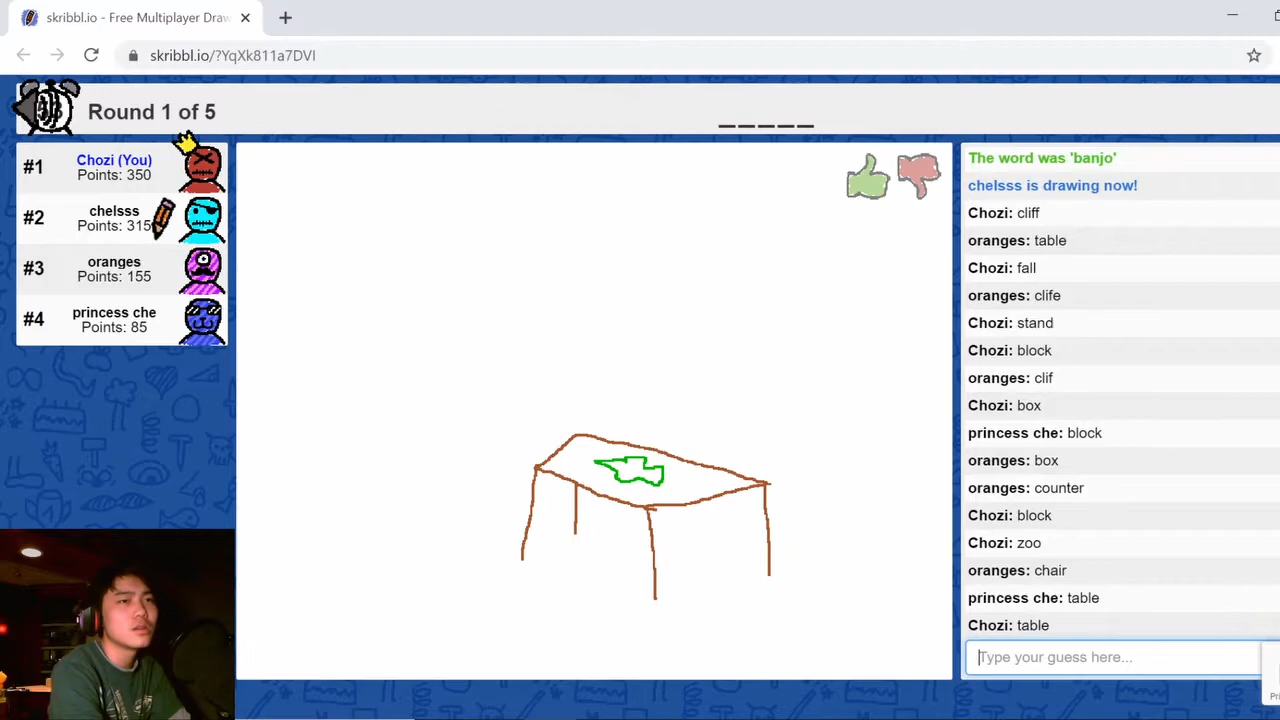 skribbl.io - Free Multiplayer Draw
skribbl.io/?YqXk811a7DVI
Round 1 of 5
_____
#1
Chozi (You)
Points: 350
#2
chelsss
Points: 315
#3
oranges
Points: 155
#4
princess che
Points: 85
The word was 'banjo'
chelsss is drawing now!
Chozi: cliff
oranges: table
Chozi: fall
oranges: clife
Chozi: stand
Chozi: block
oranges: clif
Chozi: box
princess che: block
oranges: box
oranges: counter
Chozi: block
Chozi: zoo
oranges: chair
princess che: table
Chozi: table
Type your guess here...
Pri